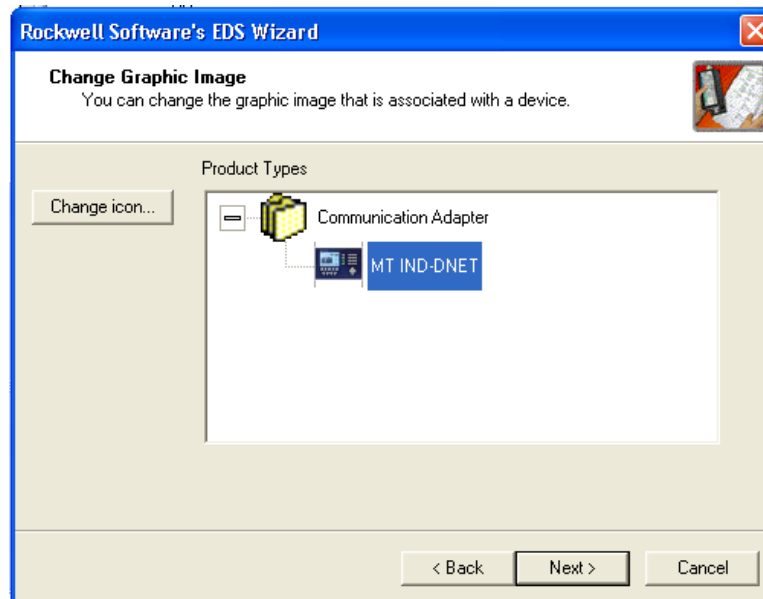 Rockwell Software's EDS Wizard
Change Graphic Image
You can change the graphic image that is associated with a device.
Product Types
Change icon...
Communication Adapter
MT IND-DNET
< Back
Next >
Cancel